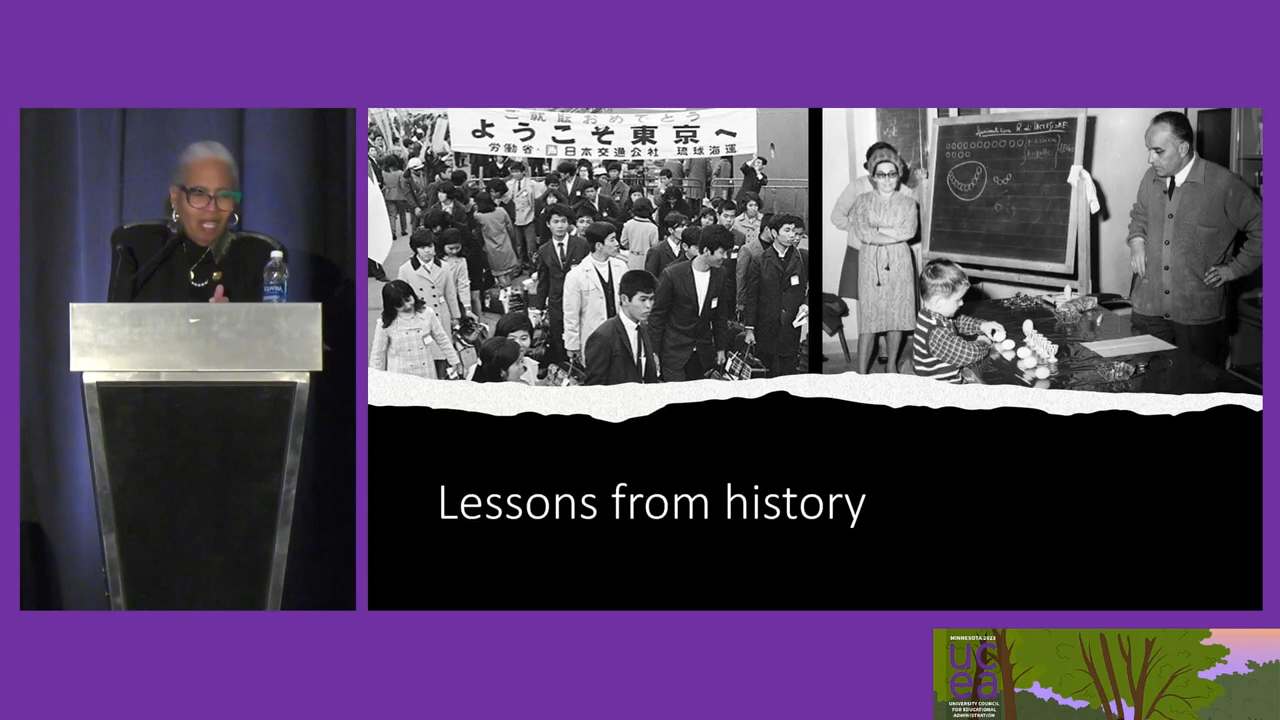 ご就職おめでとう
ようこそ東京へ
労働省・日本交通公社 琉球海運
Lessons from history
MINNESOTA 2023
uc
ea
UNIVERSITY COUNCIL
FOR EDUCATIONAL
ADMINISTRATION